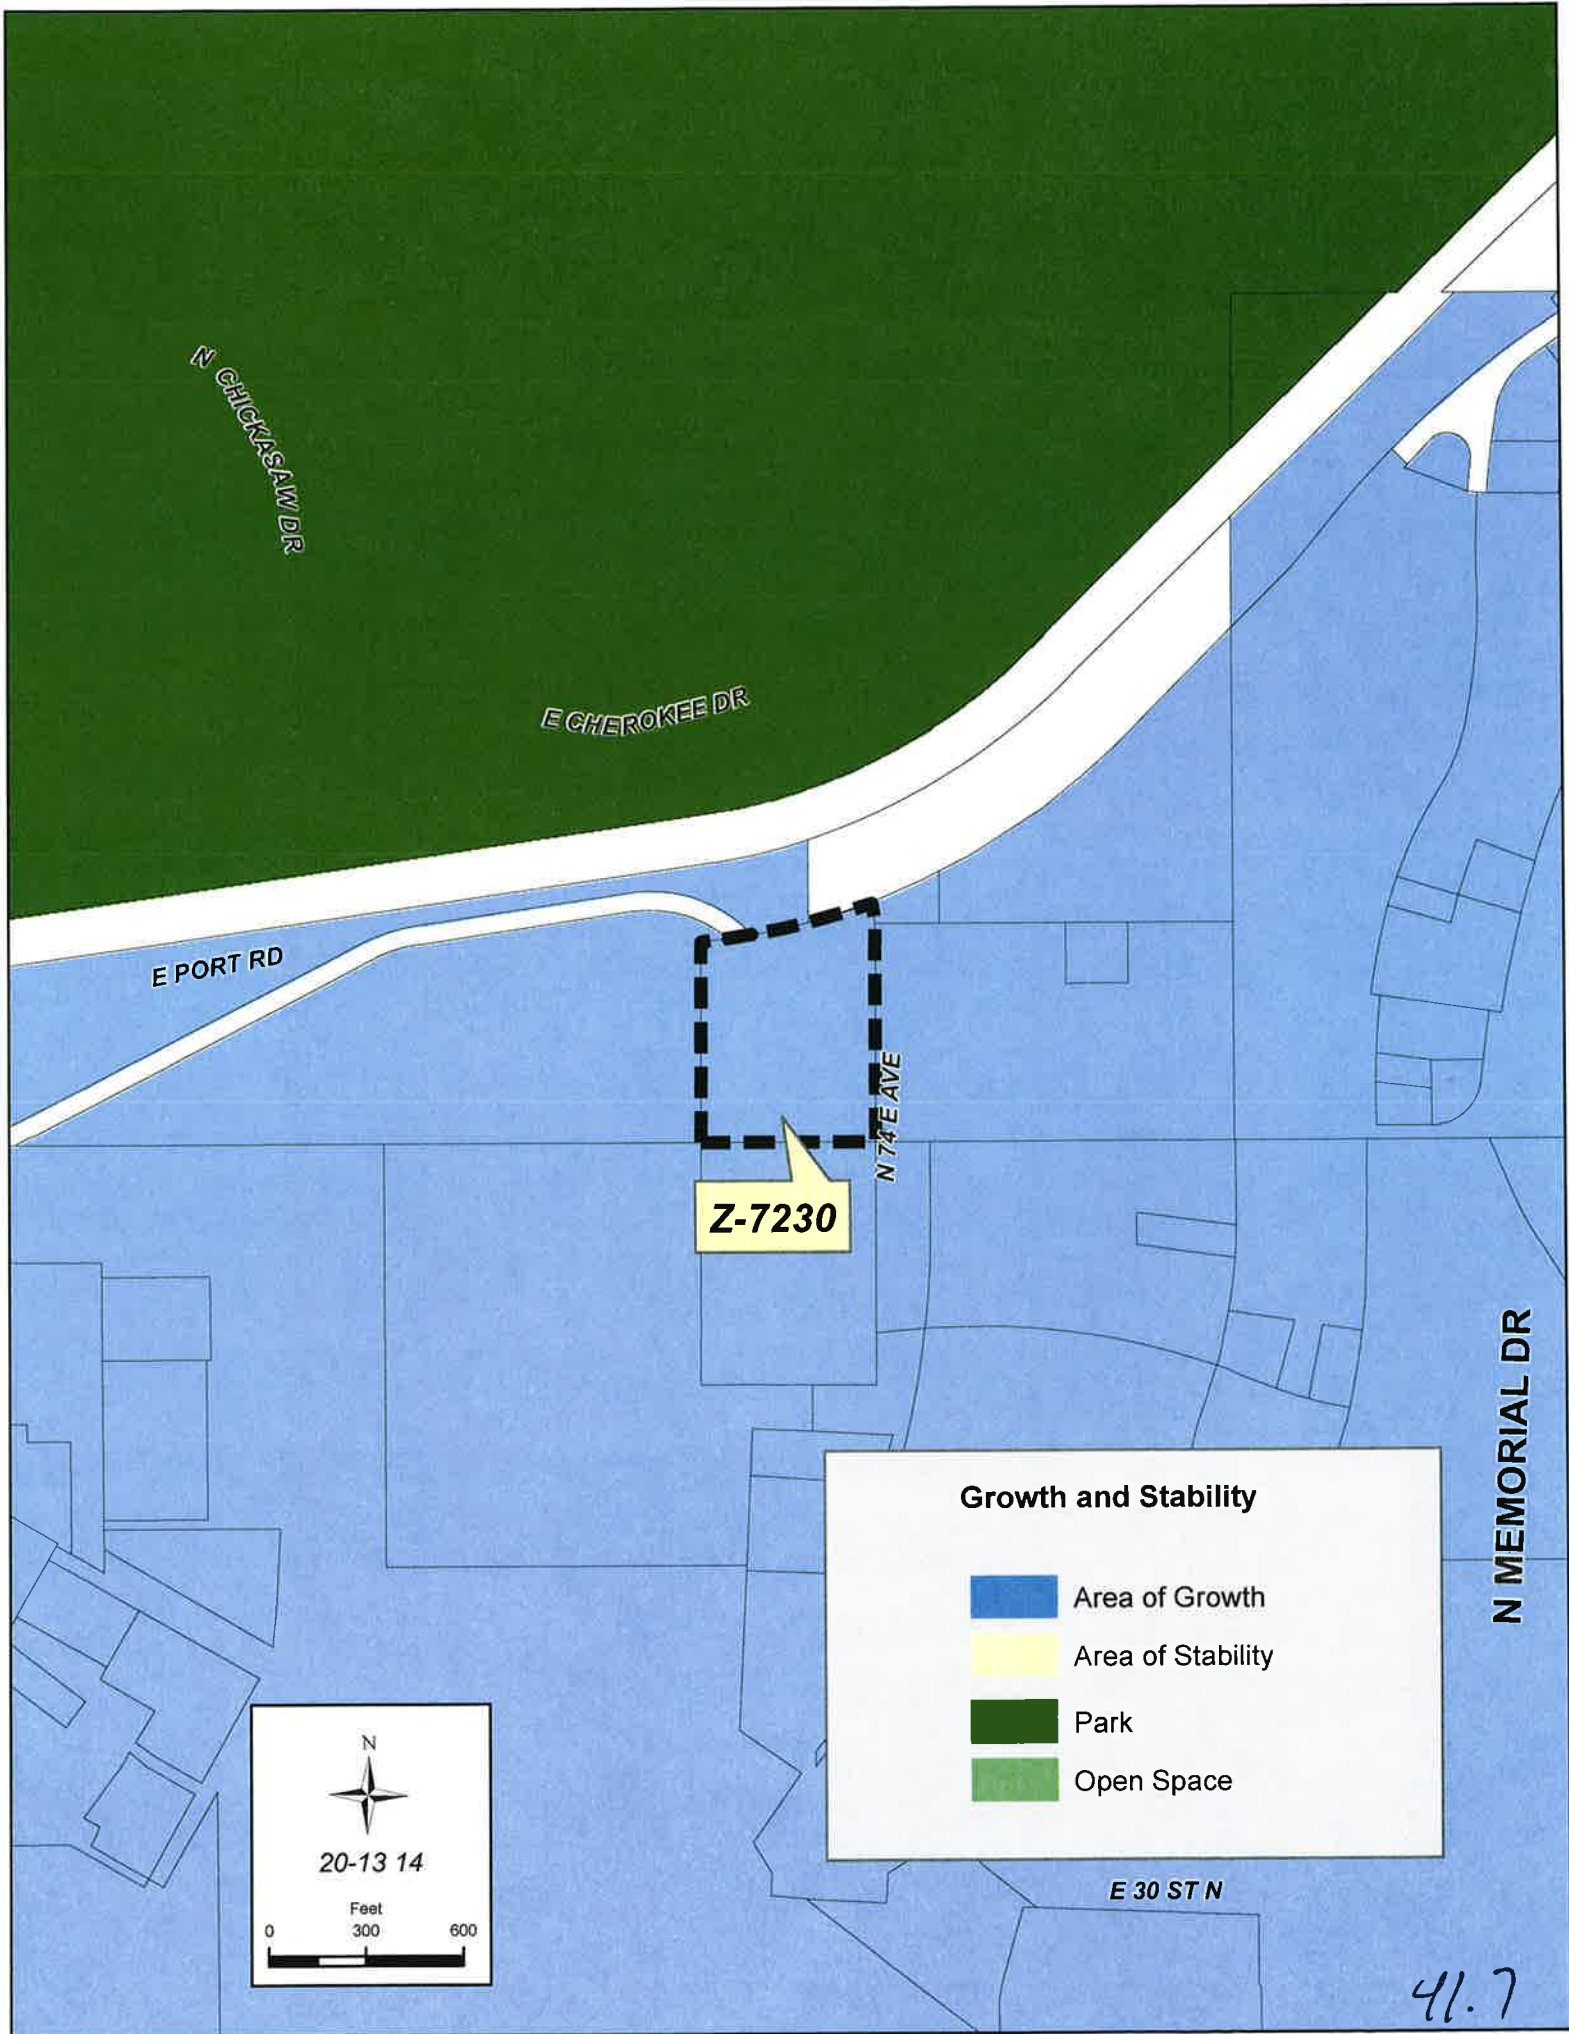 N CHICKASAW DR
E CHEROKEE DR
E PORT RD
N 74 E AVE
Z-7230
N MEMORIAL DR
Growth and Stability
Area of Growth
Area of Stability
Park
Open Space
N
20-13 14
Feet
0 300 600
E 30 ST N
41.7